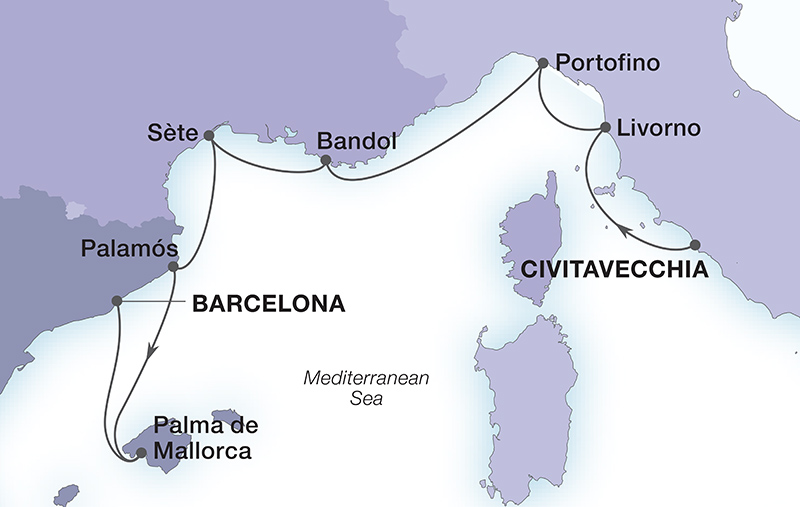 Portofino
Sète
Bandol
Livorno
Palamós
CIVITAVECCHIA
BARCELONA
Mediterranean
Sea
Palma de
Mallorca